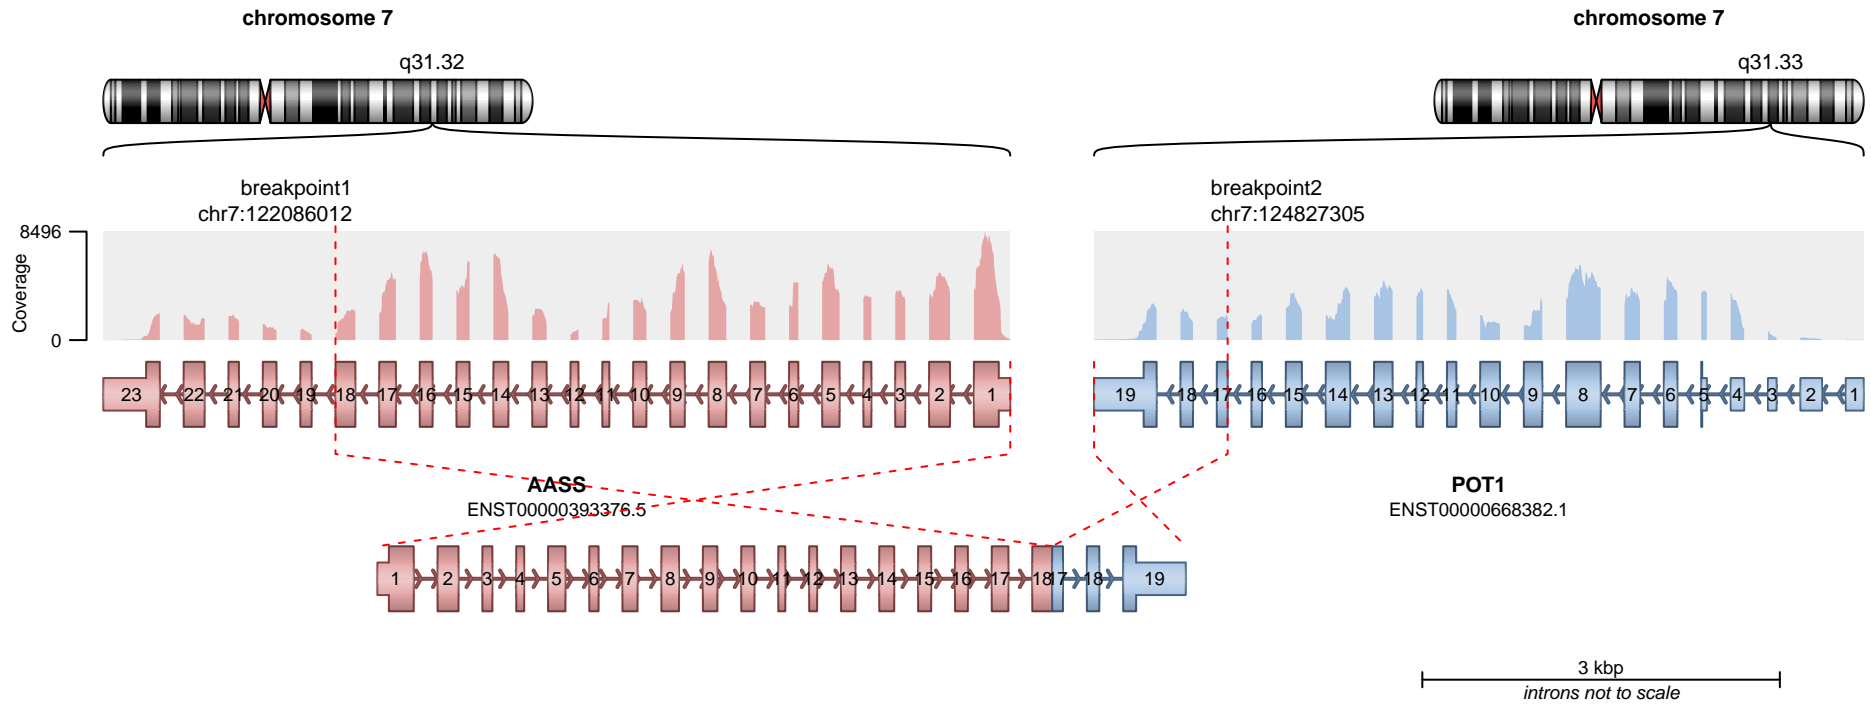 chromosome 7
chromosome 7
q31.32
q31.33
breakpoint1
chr7:122086012
breakpoint2
chr7:124827305
8496
0
Coverage
23 22 21 20 19 18 17 16 15 14 13 12 11 10 9 8 7 6 5 4 3 2 1
19 18 17 16 15 14 13 12 11 10 9 8 7 6 5 4 3 2 1
AASS
ENST00000393376.5
POT1
ENST00000668382.1
1 2 3 4 5 6 7 8 9 10 11 12 13 14 15 16 17 18 17 18 19
3 kbp
introns not to scale